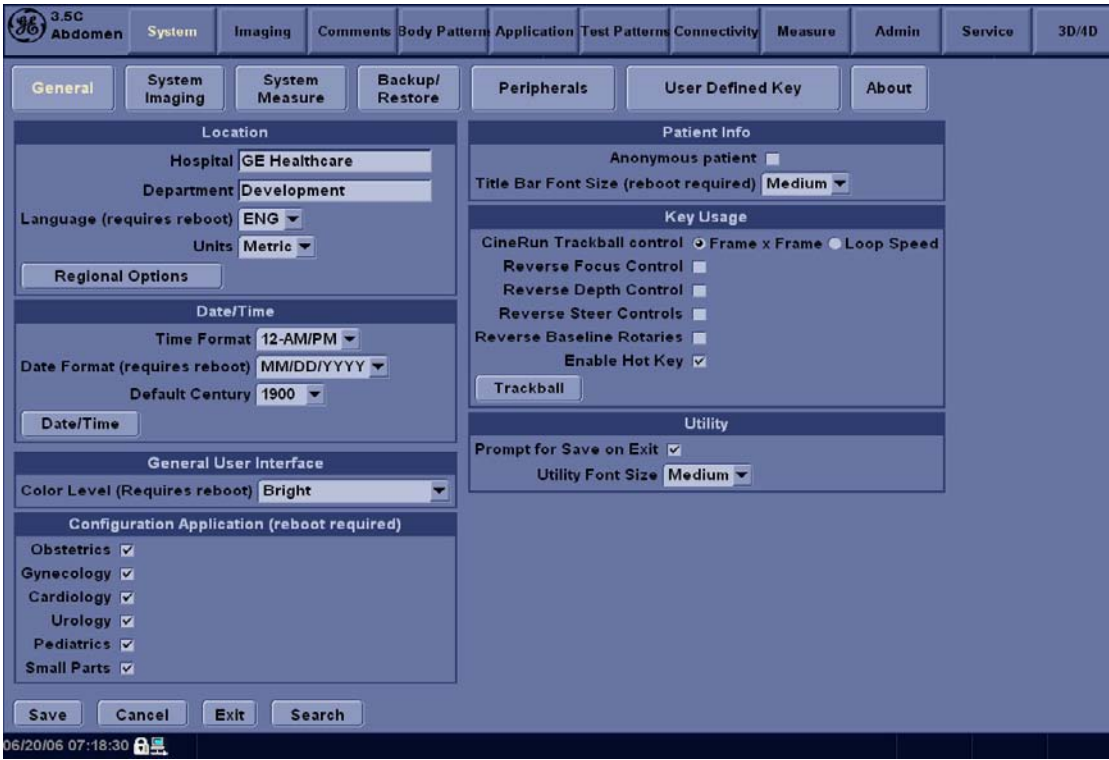 3.5C
Abdomen
System
Imaging
Comments
Body Patterns
Application
Test Patterns
Connectivity
Measure
Admin
Service
3D/4D
General
System Imaging
System Measure
Backup/ Restore
Peripherals
User Defined Key
About
Location
Hospital GE Healthcare
Department Development
Language (requires reboot) ENG
Units Metric
Regional Options
Date/Time
Time Format 12-AM/PM
Date Format (requires reboot) MM/DD/YYYY
Default Century 1900
Date/Time
General User Interface
Color Level (Requires reboot) Bright
Configuration Application (reboot required)
Obstetrics
Gynecology
Cardiology
Urology
Pediatrics
Small Parts
Patient Info
Anonymous patient
Title Bar Font Size (reboot required) Medium
Key Usage
CineRun Trackball control Frame x Frame Loop Speed
Reverse Focus Control
Reverse Depth Control
Reverse Steer Controls
Reverse Baseline Rotaries
Enable Hot Key
Trackball
Utility
Prompt for Save on Exit
Utility Font Size Medium
Save
Cancel
Exit
Search
06/20/06 07:18:30